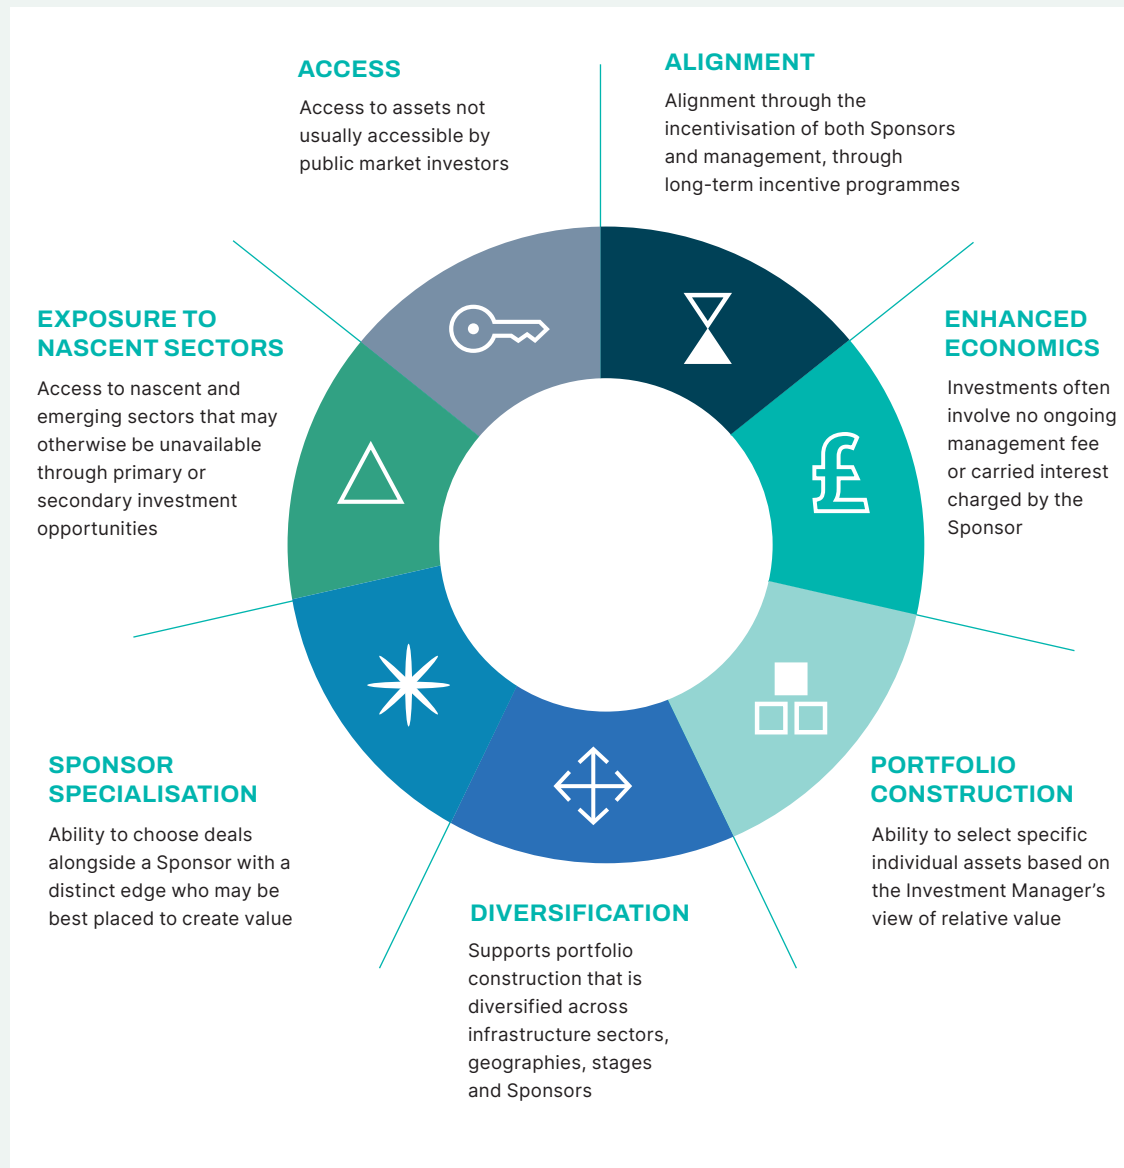 ACCESS
Access to assets not
usually accessible by
public market investors
ALIGNMENT
Alignment through the
incentivisation of both Sponsors
and management, through
long-term incentive programmes
EXPOSURE TO
NASCENT SECTORS
Access to nascent and
emerging sectors that may
otherwise be unavailable
through primary or
secondary investment
opportunities
ENHANCED
ECONOMICS
Investments often
involve no ongoing
management fee
or carried interest
charged by the
Sponsor
£
SPONSOR
SPECIALISATION
Ability to choose deals
alongside a Sponsor with a
distinct edge who may be
best placed to create value
PORTFOLIO
CONSTRUCTION
Ability to select specific
individual assets based on
the Investment Manager’s
view of relative value
DIVERSIFICATION
Supports portfolio
construction that is
diversified across
infrastructure sectors,
geographies, stages
and Sponsors